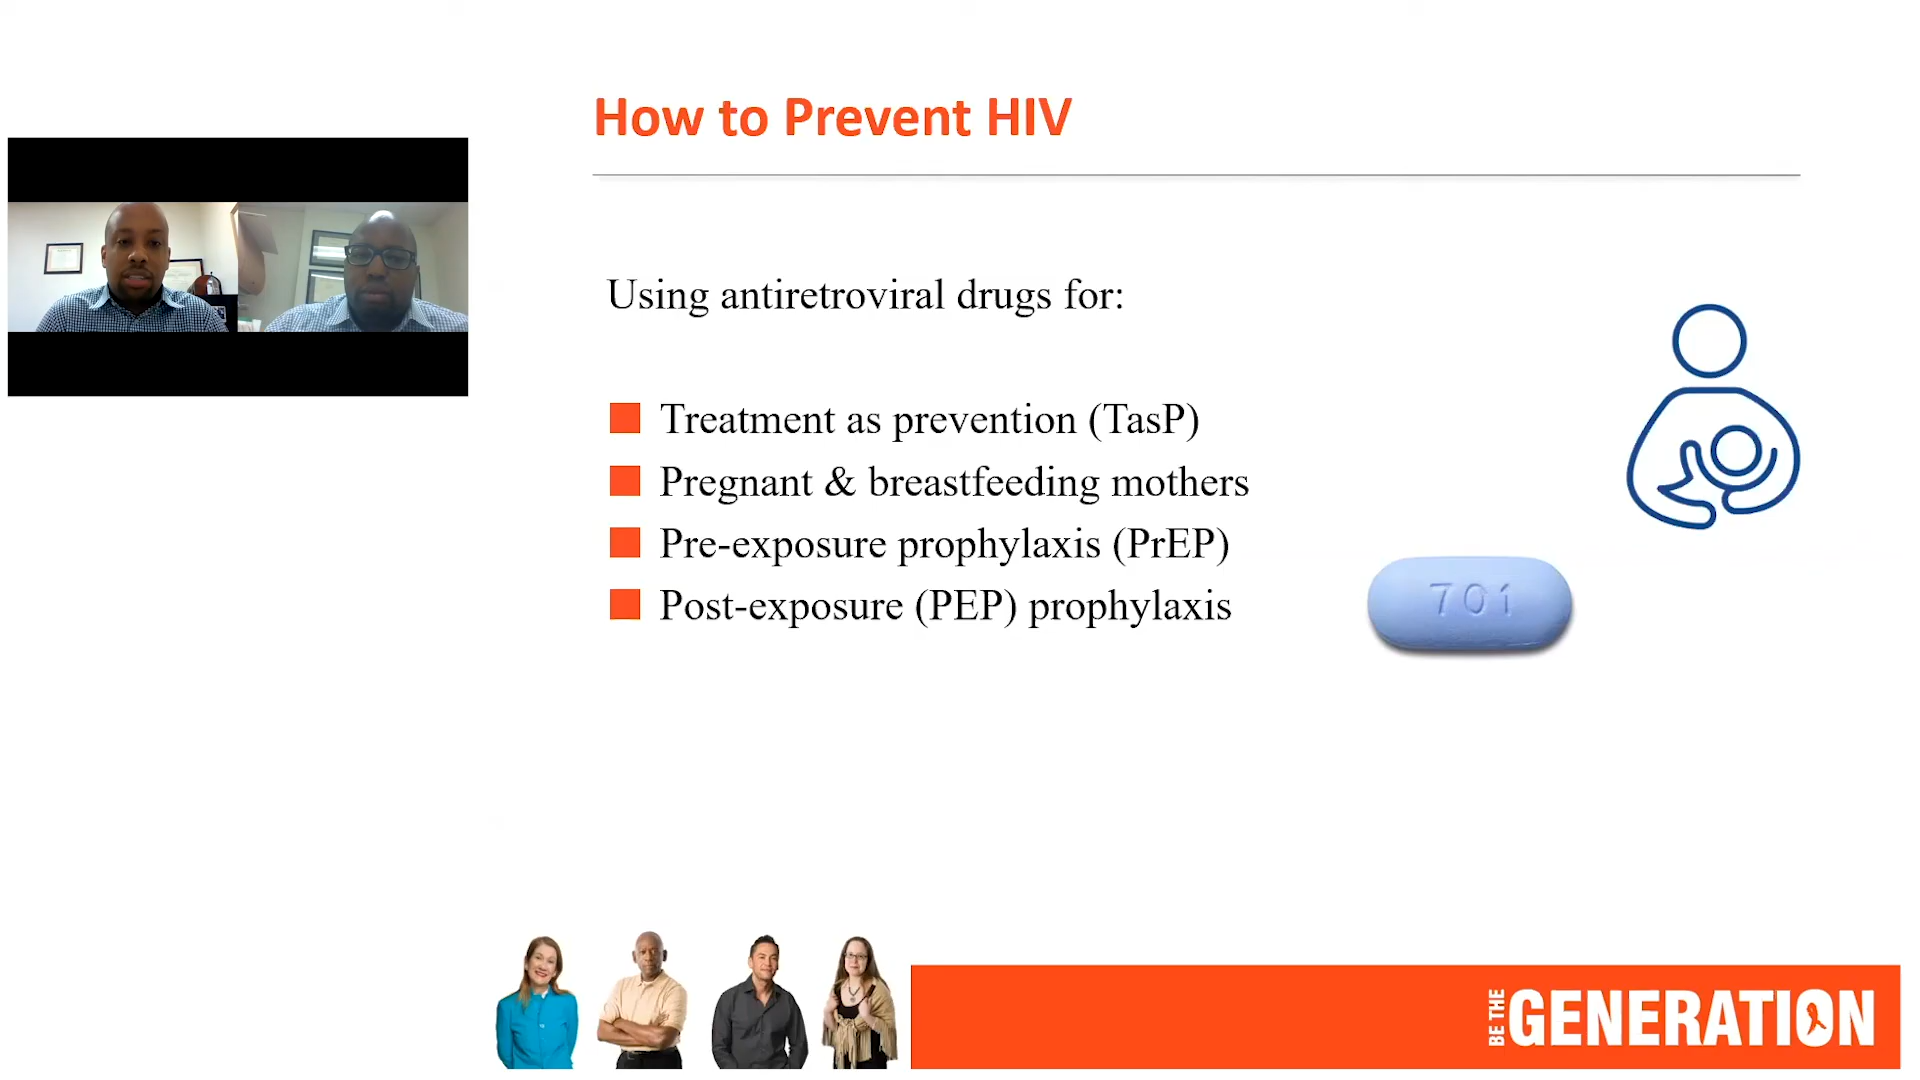 How to Prevent HIV
Using antiretroviral drugs for:
Treatment as prevention (TasP)
Pregnant & breastfeeding mothers
Pre-exposure prophylaxis (PrEP)
Post-exposure (PEP) prophylaxis
701
BE THE GENERATION